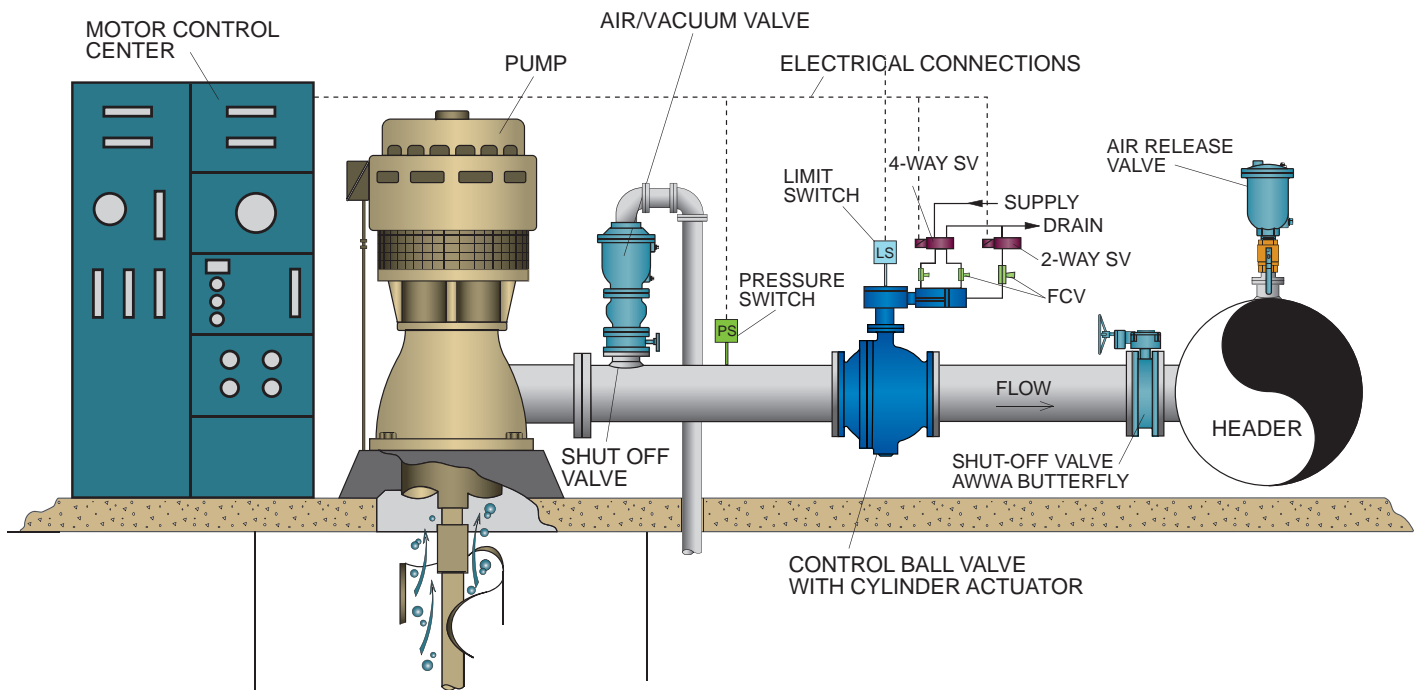 MOTOR CONTROL
CENTER
AIR/VACUUM VALVE
PUMP
ELECTRICAL CONNECTIONS
4-WAY SV
LIMIT
SWITCH
SUPPLY
DRAIN
AIR RELEASE
VALVE
LS
2-WAY SV
PRESSURE
SWITCH
FCV
PS
FLOW
HEADER
SHUT OFF
VALVE
SHUT-OFF VALVE
AWWA BUTTERFLY
CONTROL BALL VALVE
WITH CYLINDER ACTUATOR